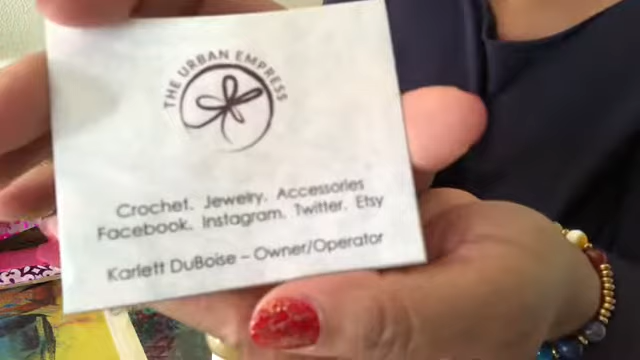 THE URBAN EMPRESS
Crochet. Jewelry. Accessories
Facebook. Instagram. Twitter. Etsy
Karlett DuBoise – Owner/Operator